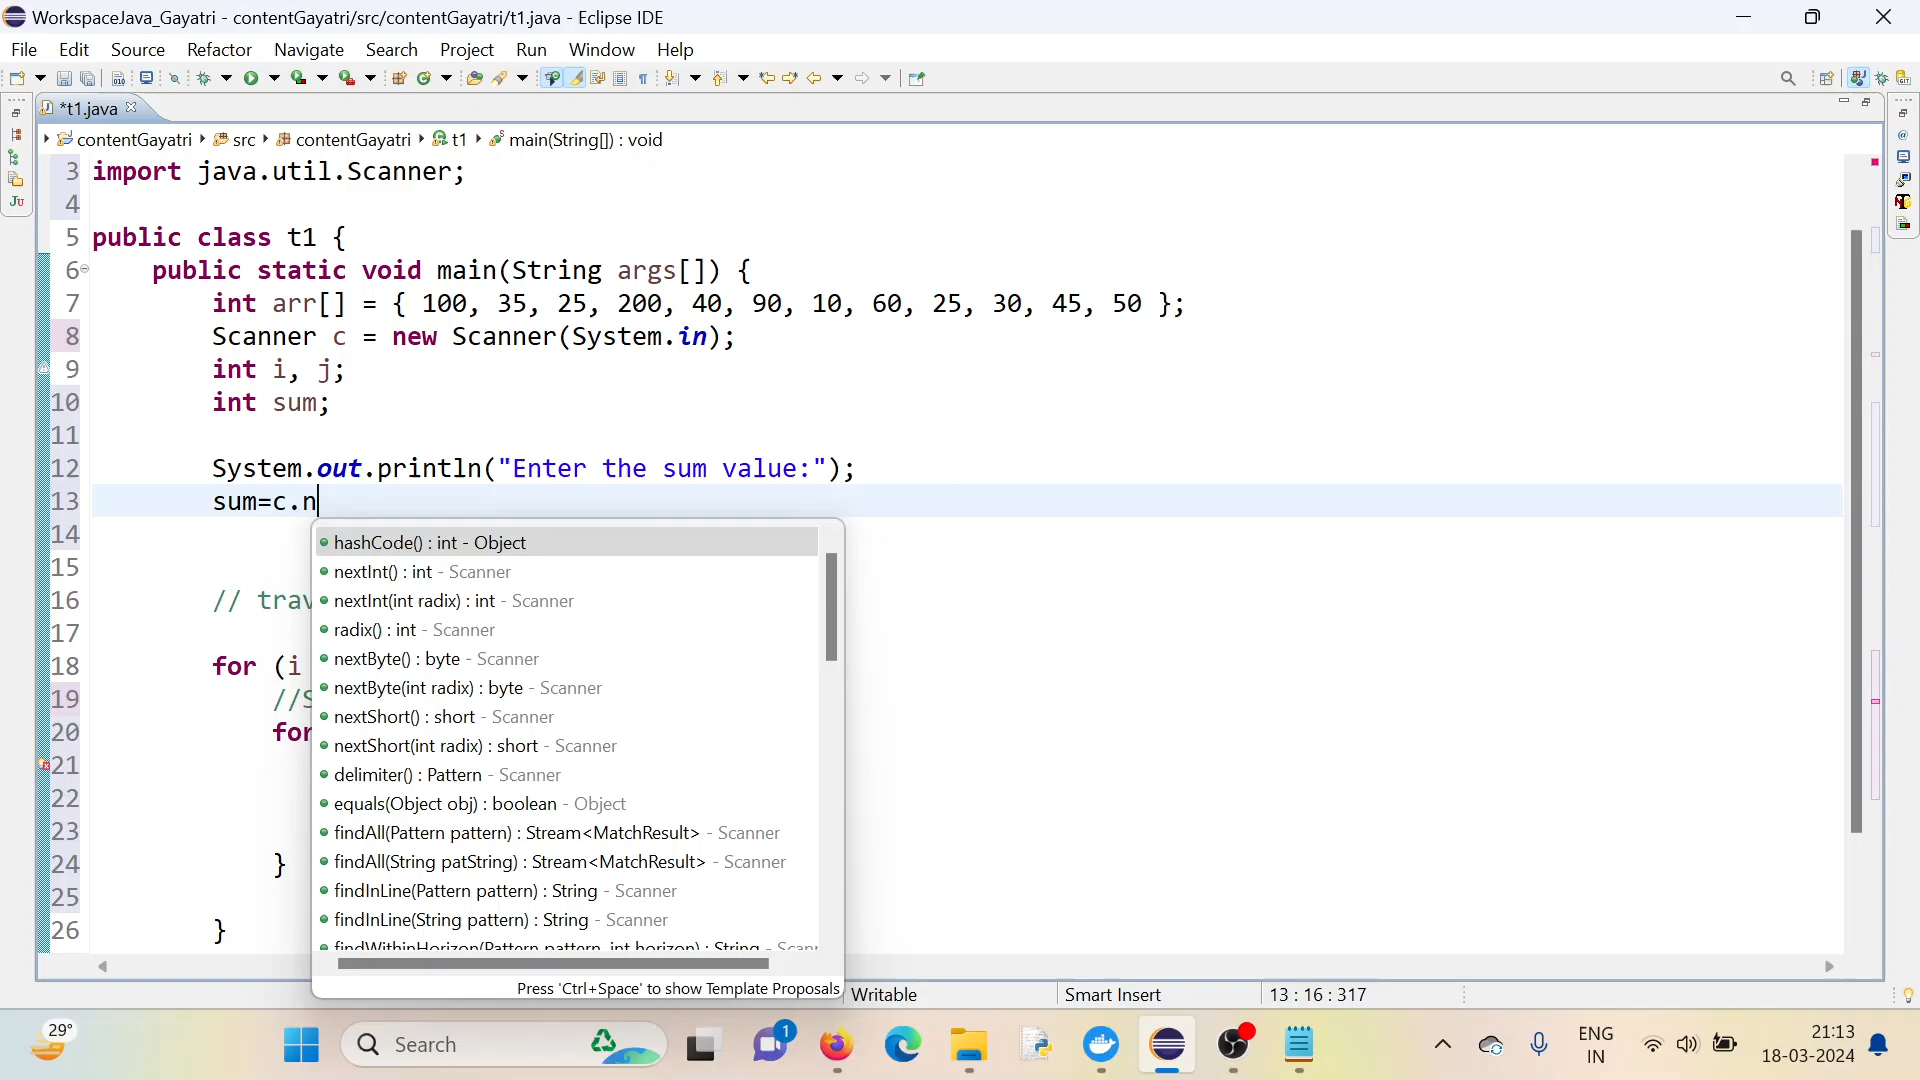 WorkspaceJava_Gayatri - contentGayatri/src/contentGayatri/t1.java - Eclipse IDE
File Edit Source Refactor Navigate Search Project Run Window Help
*t1.java
contentGayatri src contentGayatri t1 main(String[]) : void
3 import java.util.Scanner;
4
5 public class t1 {
6 public static void main(String args[]) {
7 int arr[] = { 100, 35, 25, 200, 40, 90, 10, 60, 25, 30, 45, 50 };
8 Scanner c = new Scanner(System.in);
9 int i, j;
10 int sum;
11
12 System.out.println("Enter the sum value:");
13 sum=c.n
14 hashCode() : int - Object
15 nextInt() : int - Scanner
16 // trav nextInt(int radix) : int - Scanner
17 radix() : int - Scanner
18 for (i nextByte() : byte - Scanner
19 //S nextByte(int radix) : byte - Scanner
20 for nextShort() : short - Scanner
nextShort(int radix) : short - Scanner
21 delimiter() : Pattern - Scanner
22 equals(Object obj) : boolean - Object
23 findAll(Pattern pattern) : Stream<MatchResult> - Scanner
24 } findAll(String patString) : Stream<MatchResult> - Scanner
25 findInLine(Pattern pattern) : String - Scanner
26 } findInLine(String pattern) : String - Scanner
findWithinHorizon(Pattern pattern, int horizon) : String - Scann
Press 'Ctrl+Space' to show Template Proposals
Writable Smart Insert 13 : 16 : 317
29° Search 1 ENG IN 21:13 18-03-2024